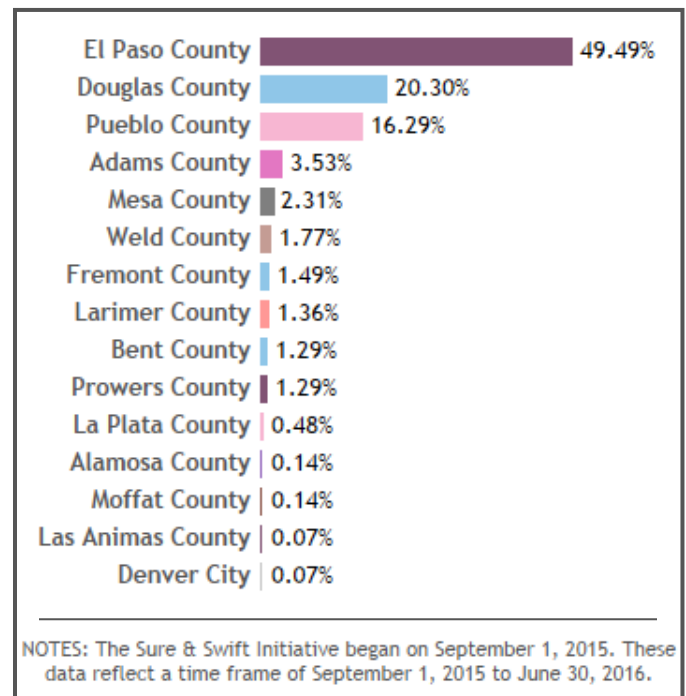 El Paso County 49.49%
Douglas County 20.30%
Pueblo County 16.29%
Adams County 3.53%
Mesa County 2.31%
Weld County 1.77%
Fremont County 1.49%
Larimer County 1.36%
Bent County 1.29%
Prowers County 1.29%
La Plata County 0.48%
Alamosa County 0.14%
Moffat County 0.14%
Las Animas County 0.07%
Denver City 0.07%
NOTES: The Sure & Swift Initiative began on September 1, 2015. These
data reflect a time frame of September 1, 2015 to June 30, 2016.